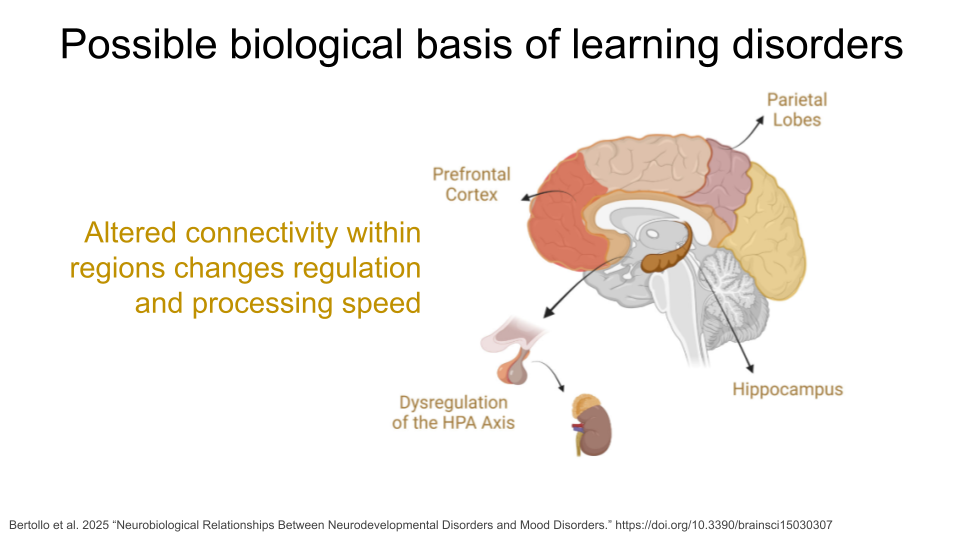 Possible biological basis of learning disorders
Parietal
Lobes
Prefrontal
Cortex
Altered connectivity within
regions changes regulation
and processing speed
Hippocampus
Dysregulation
of the HPA Axis
Bertollo et al. 2025 “Neurobiological Relationships Between Neurodevelopmental Disorders and Mood Disorders.” https://doi.org/10.3390/brainsci15030307